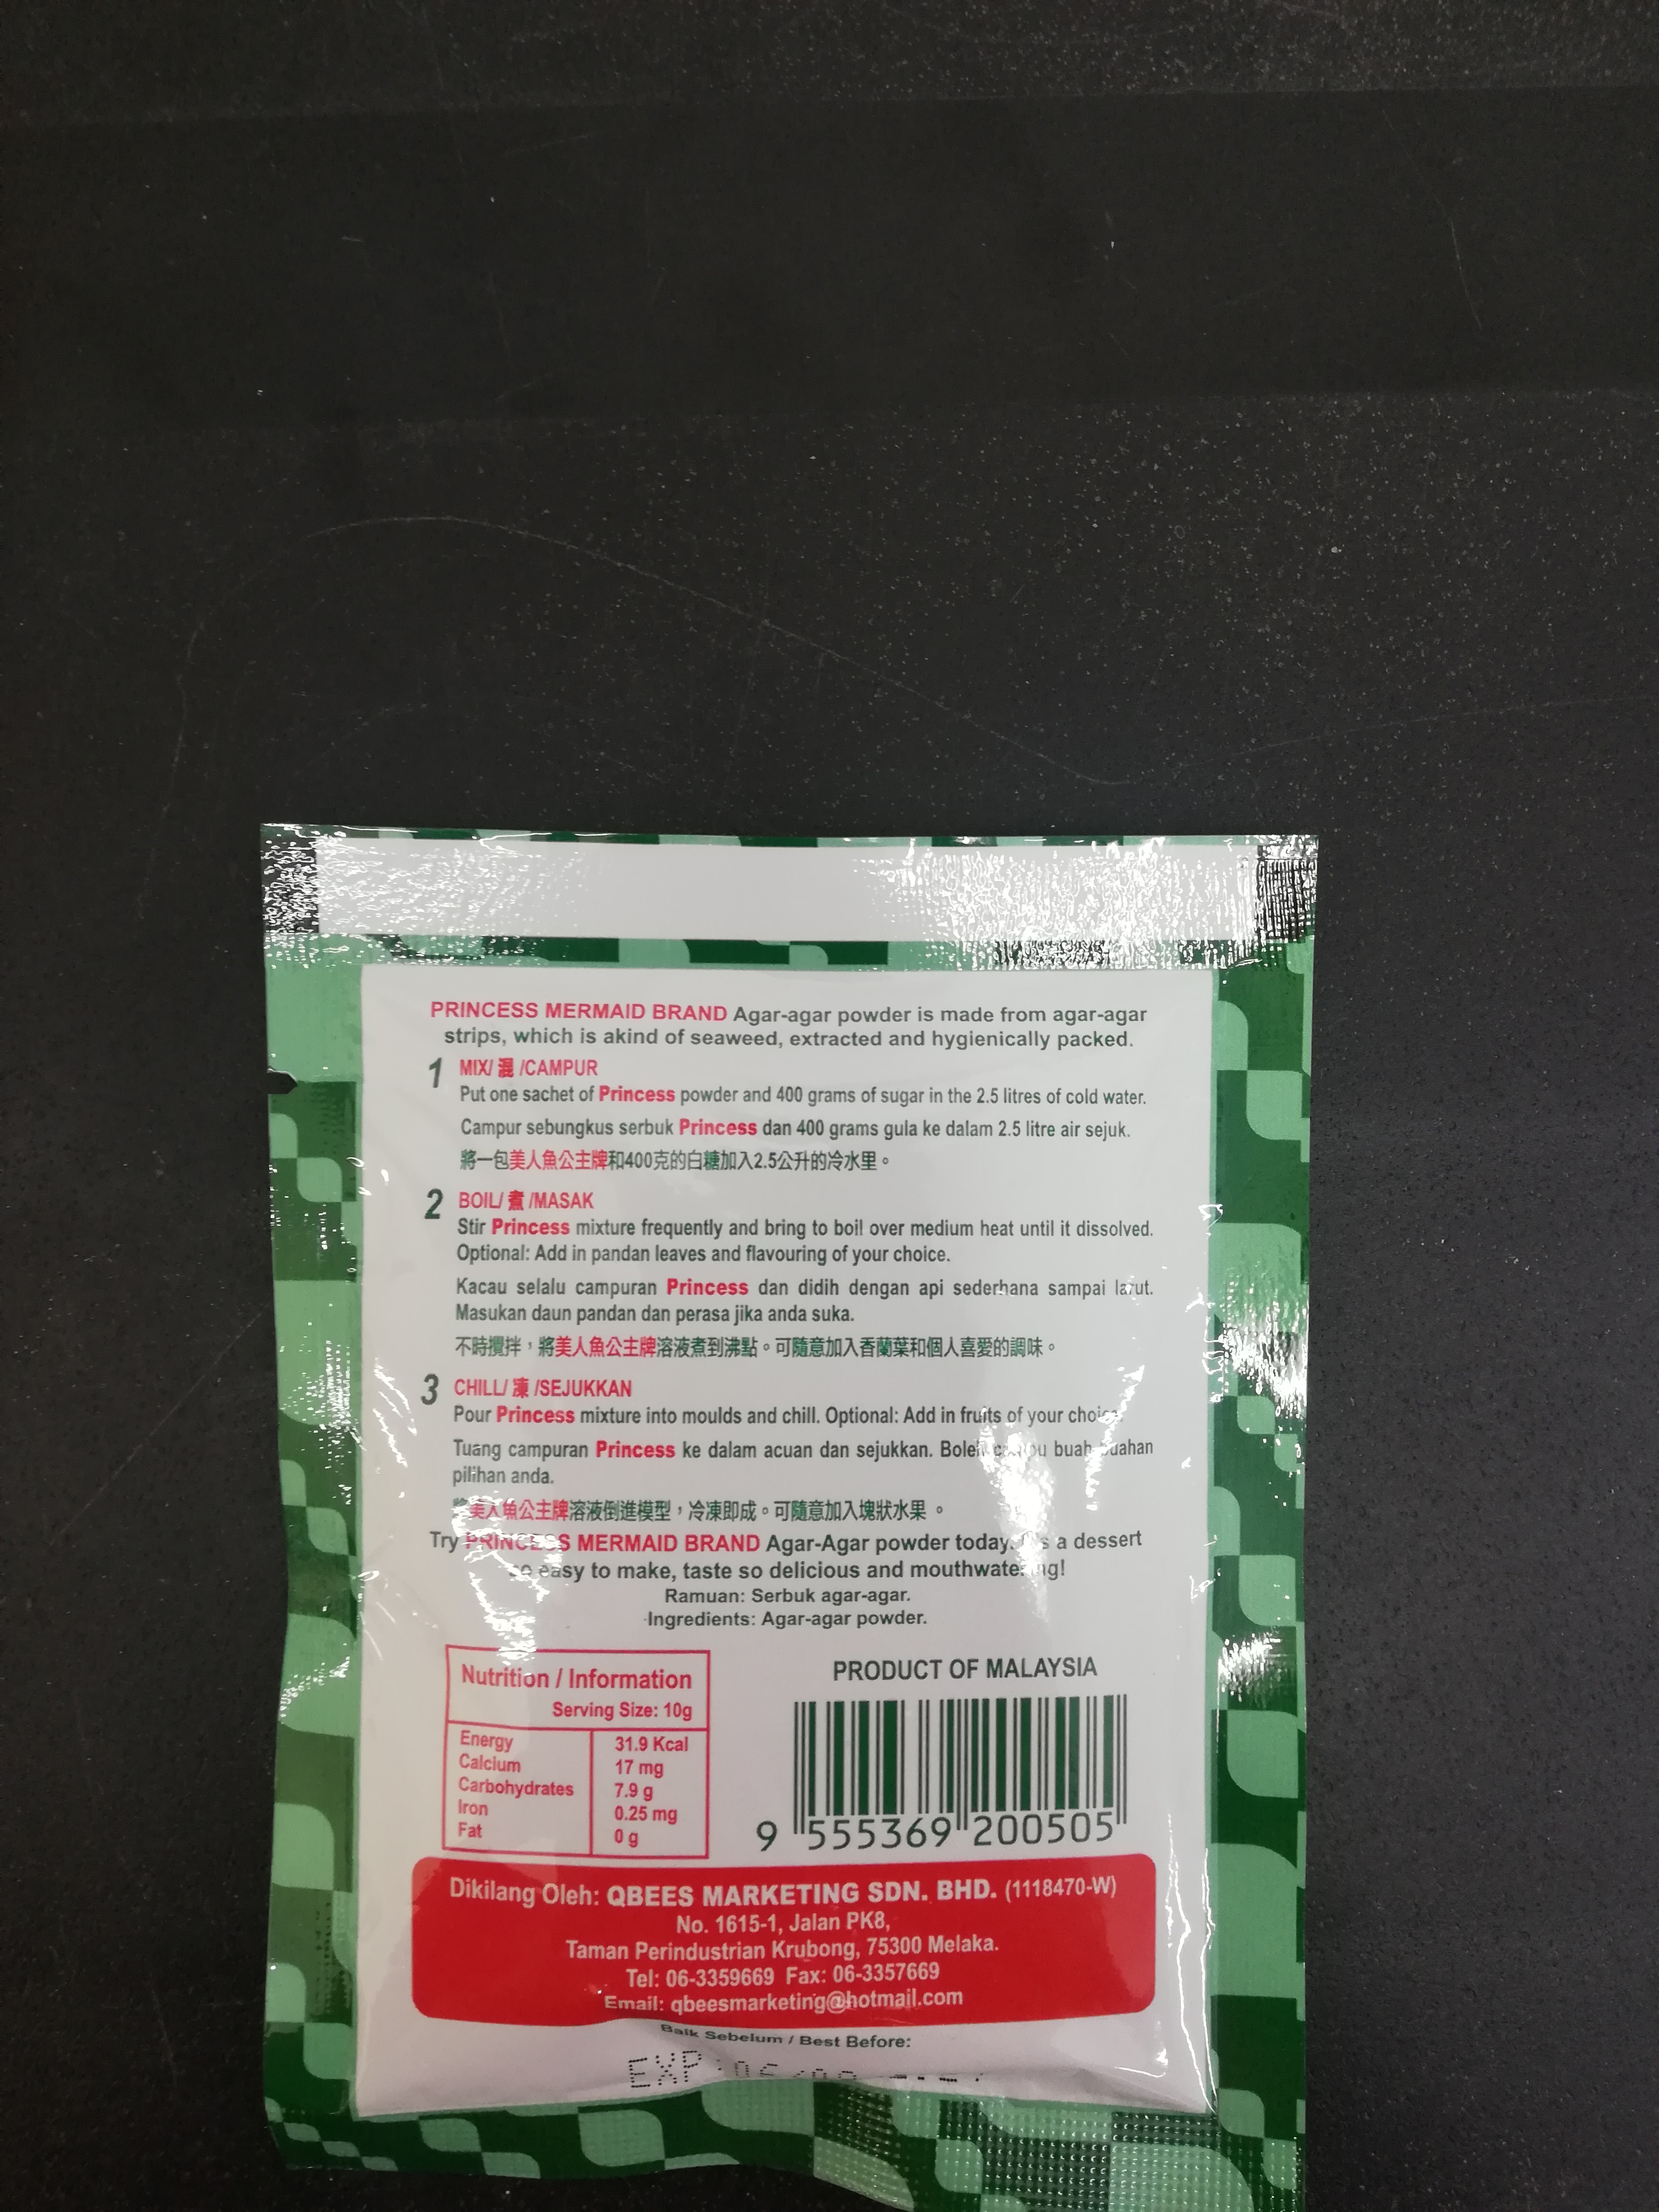 PRINCESS MERMAID BRAND Agar-agar powder is made from agar-agar
strips, which is akind of seaweed, extracted and hygienically packed.
1 MIX/ 混 /CAMPUR
Put one sachet of Princess powder and 400 grams of sugar in the 2.5 litres of cold water.
Campur sebungkus serbuk Princess dan 400 grams gula ke dalam 2.5 litre air sejuk.
將一包美人魚公主牌和400克的白糖加入2.5公升的冷水里。
2 BOIL/ 煮 /MASAK
Stir Princess mixture frequently and bring to boil over medium heat until it dissolved.
Optional: Add in pandan leaves and flavouring of your choice.
Kacau selalu campuran Princess dan didih dengan api sederhana sampai larut.
Masukan daun pandan dan perasa jika anda suka.
不時攪拌，將美人魚公主牌溶液煮到沸點。可隨意加入香蘭葉和個人喜愛的調味。
3 CHILL/ 凍 /SEJUKKAN
Pour Princess mixture into moulds and chill. Optional: Add in fruits of your choice.
Tuang campuran Princess ke dalam acuan dan sejukkan. Boleh buah buahan
pilihan anda.
將美人魚公主牌溶液倒進模型，冷凍即成。可隨意加入塊狀水果。
Try PRINCESS MERMAID BRAND Agar-Agar powder today. It's a dessert
so easy to make, taste so delicious and mouthwatering!
Ramuan: Serbuk agar-agar.
Ingredients: Agar-agar powder.
Nutrition / Information
Serving Size: 10g
Energy 31.9 Kcal
Calcium 17 mg
Carbohydrates 7.9 g
Iron 0.25 mg
Fat 0 g
PRODUCT OF MALAYSIA
9 555369 200505
Dikilang Oleh: QBEES MARKETING SDN. BHD. (1118470-W)
No. 1615-1, Jalan PK8,
Taman Perindustrian Krubong, 75300 Melaka.
Tel: 06-3359669 Fax: 06-3357669
Email: qbeesmarketing@hotmail.com
Baik Sebelum / Best Before:
EXP